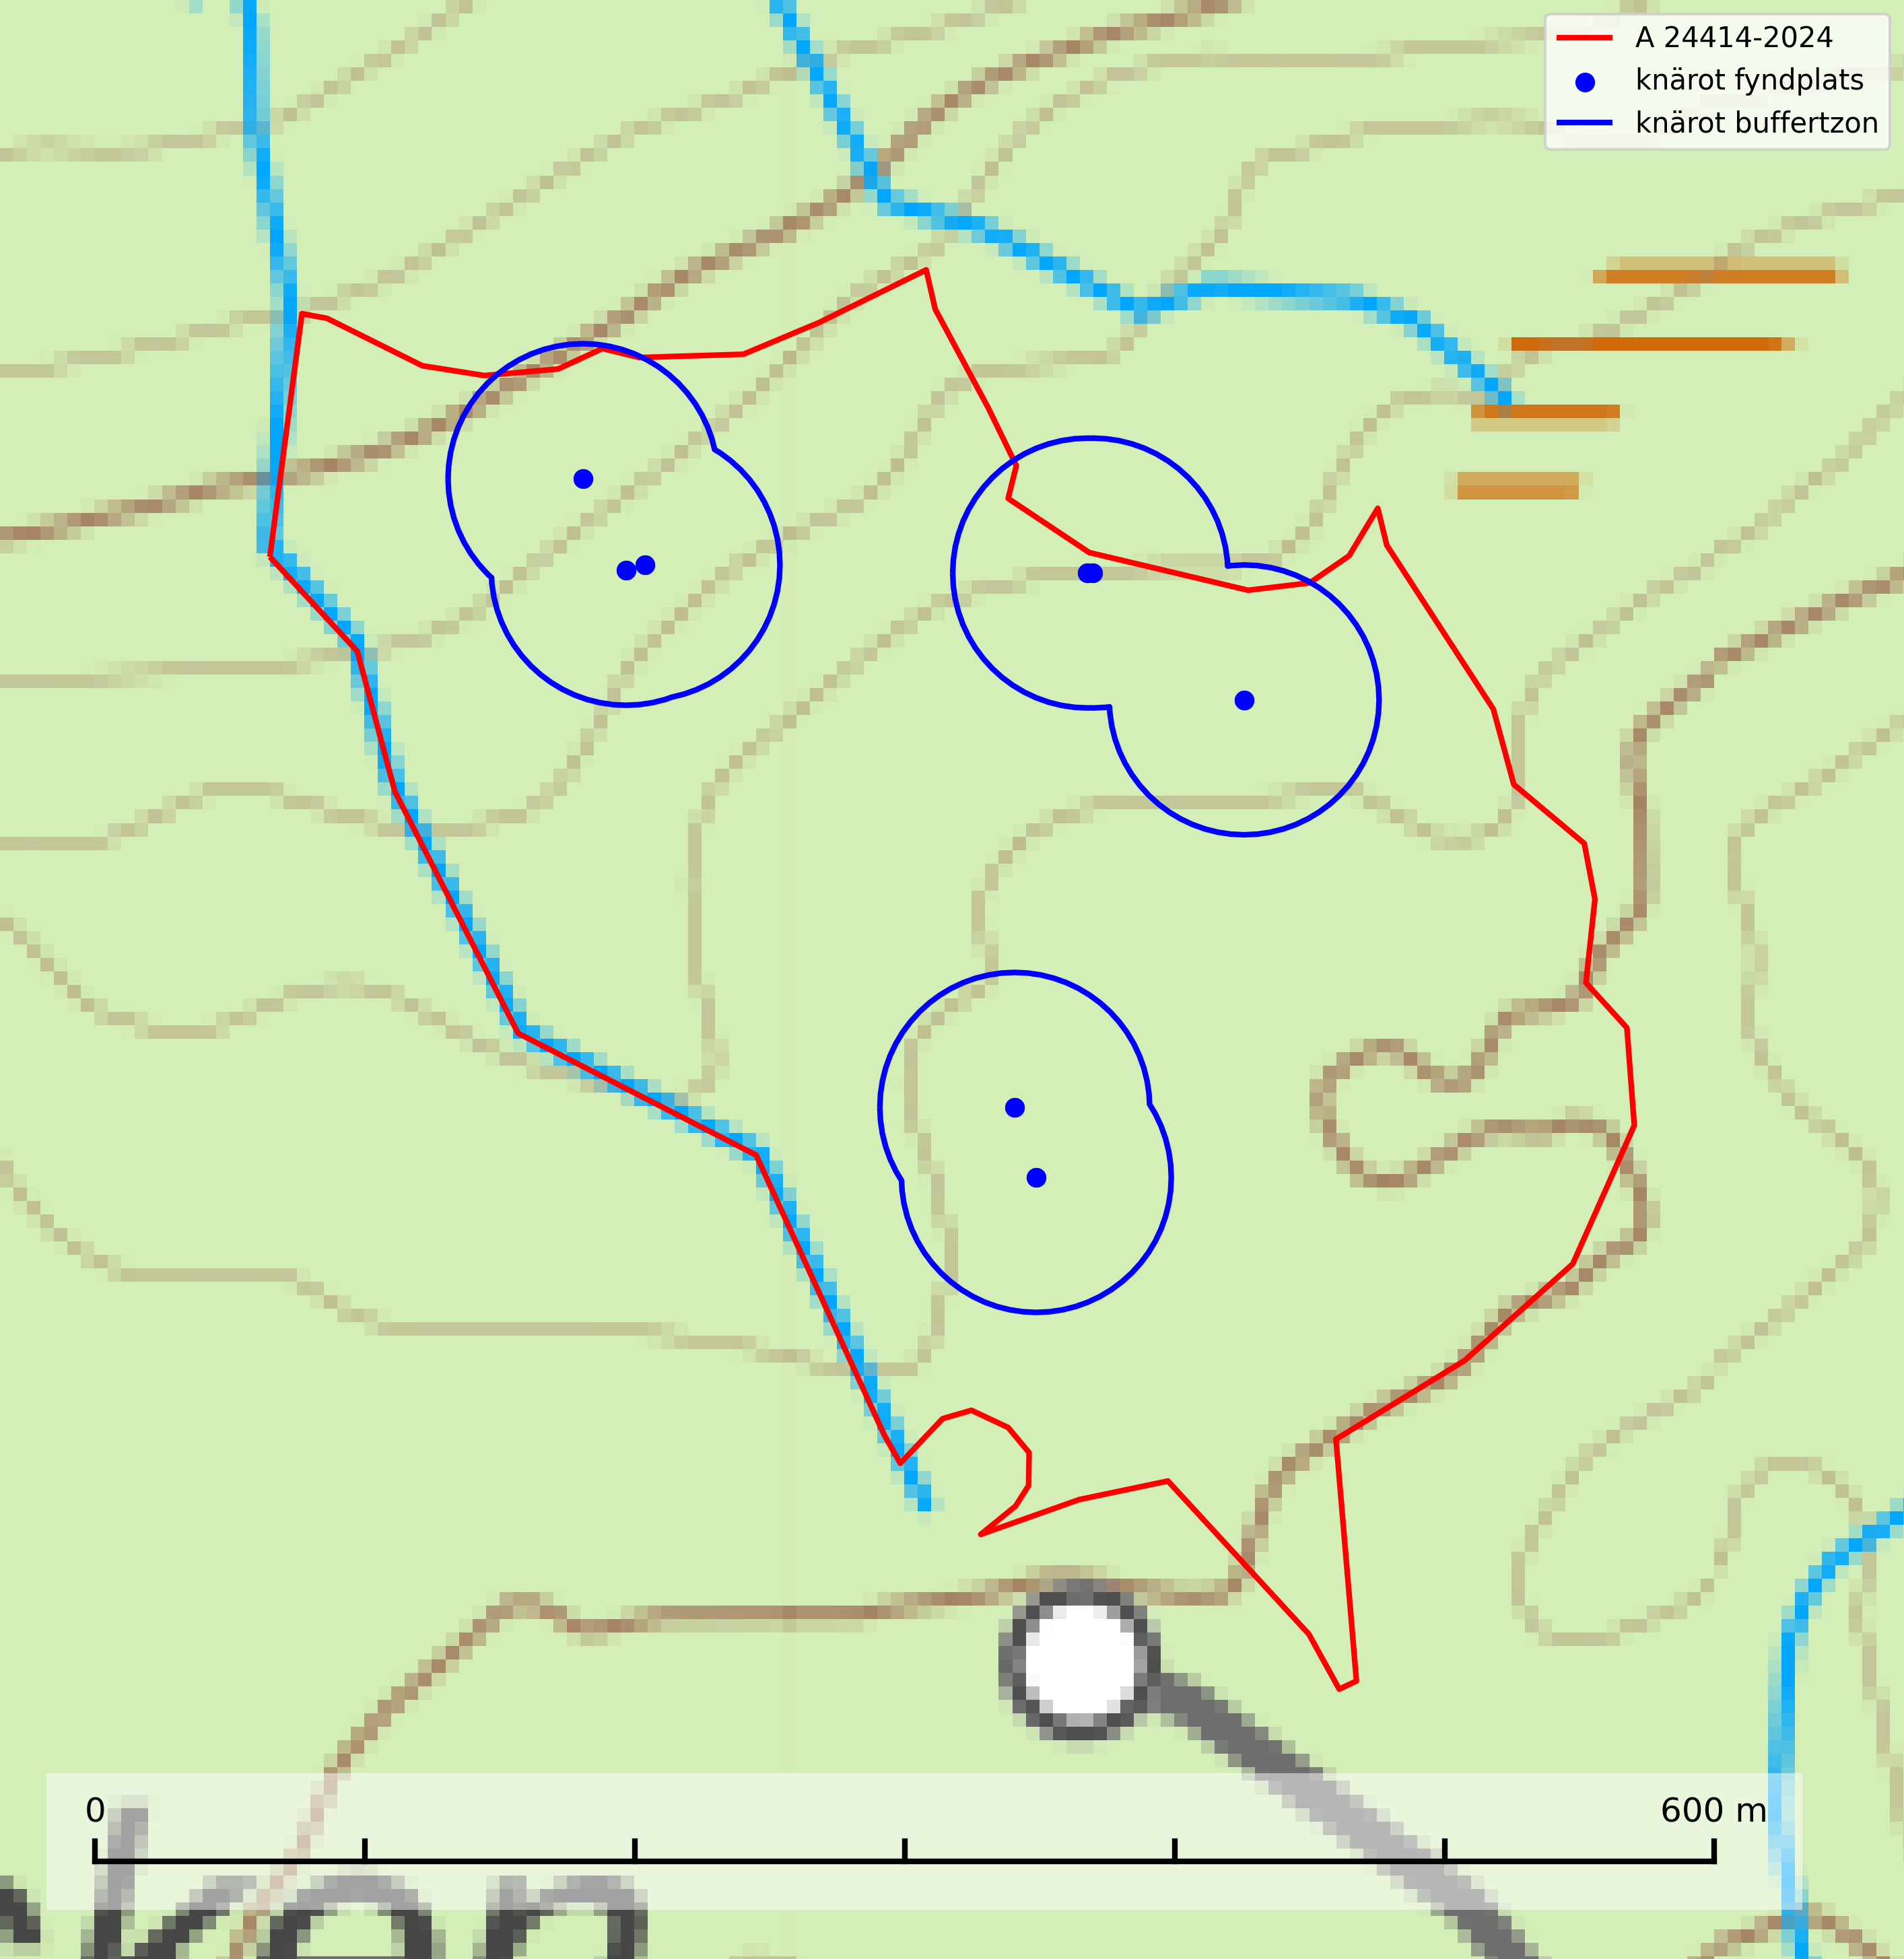 A 24414-2024
knärot fyndplats
knärot buffertzon
0
600 m